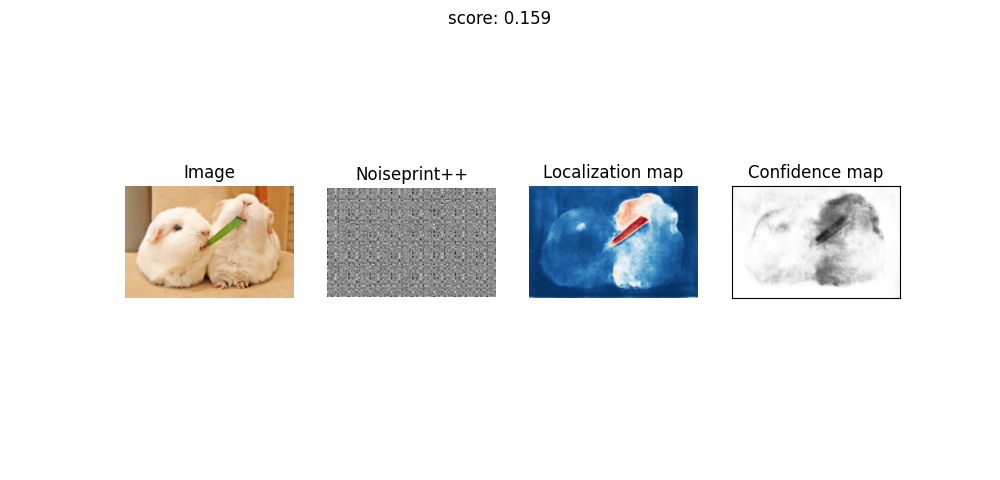 score: 0.159
Image
Noiseprint++
Localization map
Confidence map